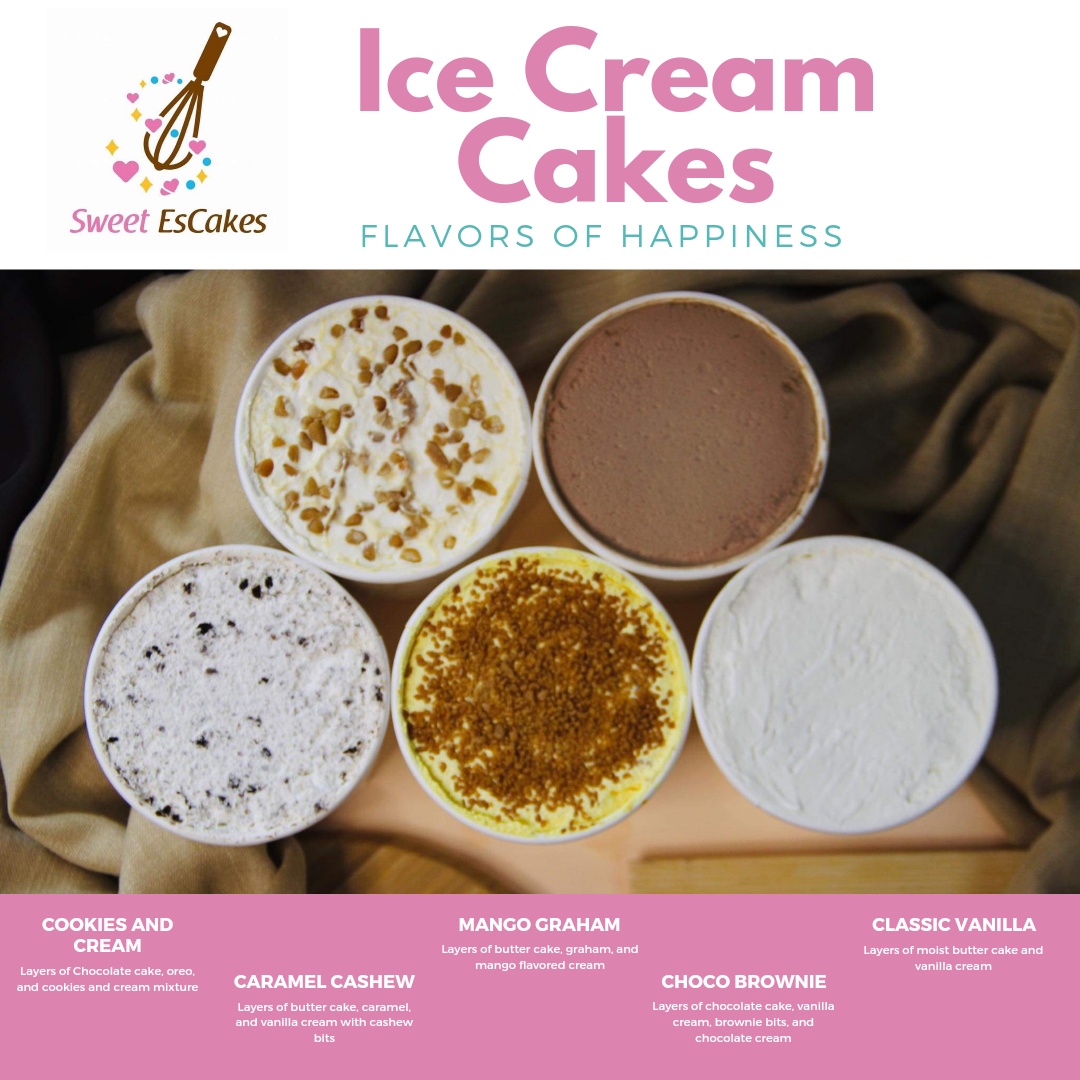 Sweet EsCakes
Ice Cream
Cakes
FLAVORS OF HAPPINESS
COOKIES AND
CREAM
Layers of Chocolate cake, oreo,
and cookies and cream mixture
CARAMEL CASHEW
Layers of butter cake, caramel,
and vanilla cream with cashew
bits
MANGO GRAHAM
Layers of butter cake, graham, and
mango flavored cream
CHOCO BROWNIE
Layers of chocolate cake, vanilla
cream, brownie bits, and
chocolate cream
CLASSIC VANILLA
Layers of moist butter cake and
vanilla cream